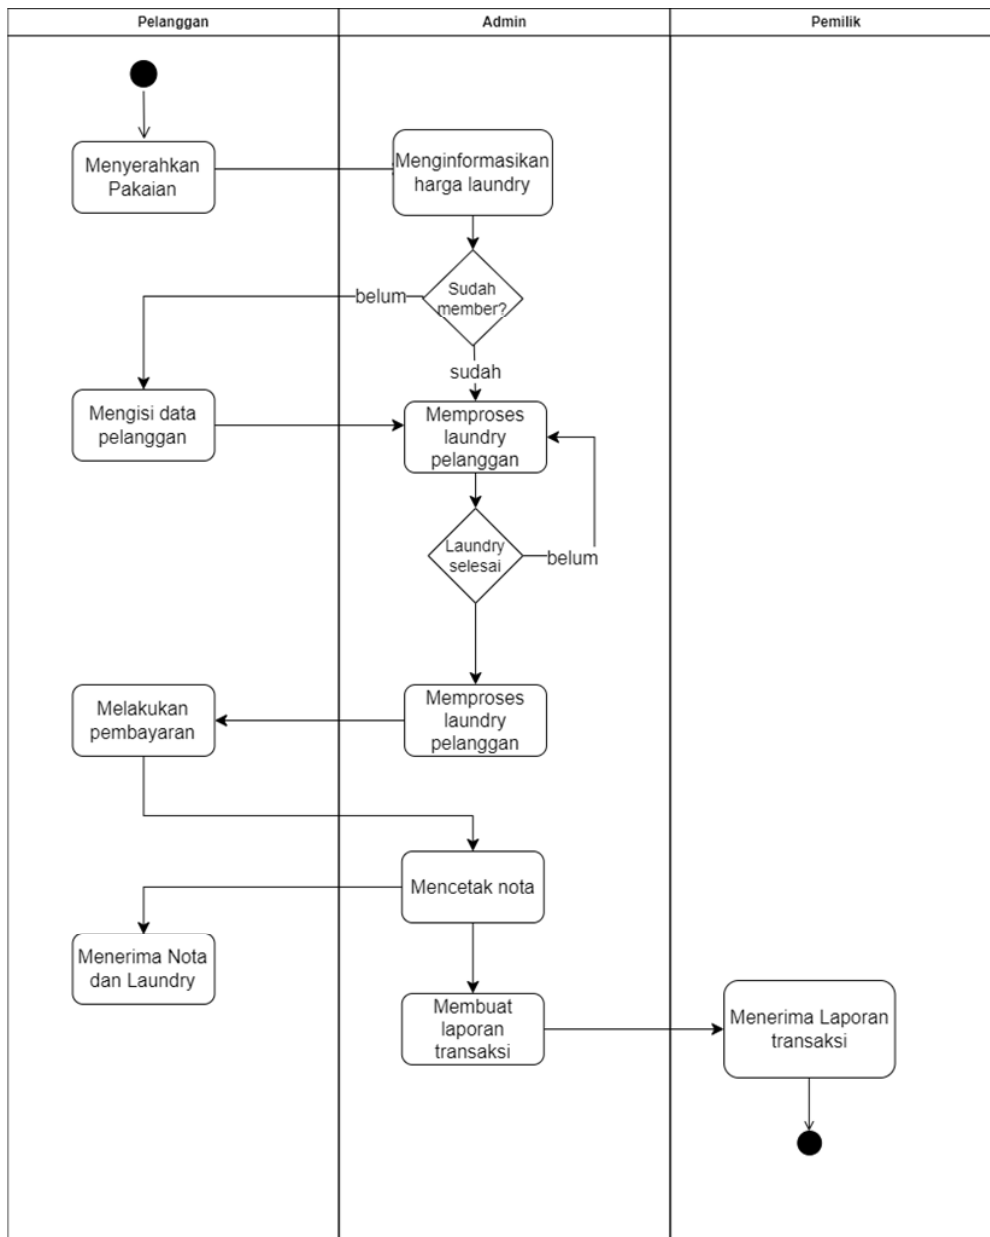 Pelanggan
Admin
Pemilik
Menyerahkan
Pakaian
Menginformasikan
harga laundry
Sudah
member?
belum
sudah
Mengisi data
pelanggan
Memproses
laundry
pelanggan
Laundry
selesai
belum
Melakukan
pembayaran
Memproses
laundry
pelanggan
Mencetak nota
Menerima Nota
dan Laundry
Membuat
laporan
transaksi
Menerima Laporan
transaksi